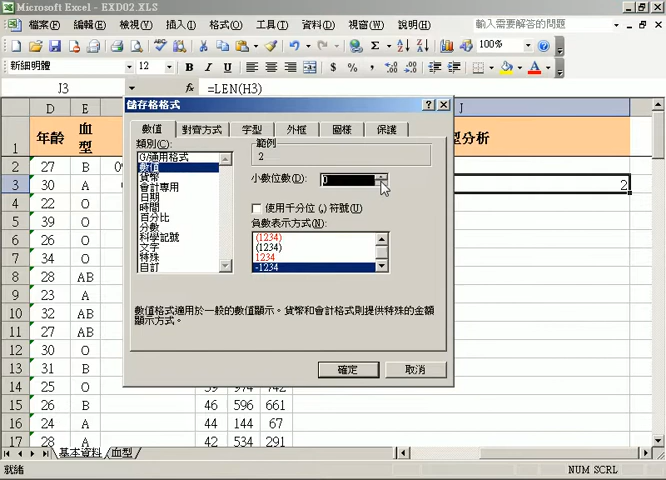 Microsoft Excel - EXD02.XLS
檔案(F) 編輯(E) 檢視(V) 插入(I) 格式(O) 工具(T) 資料(D) 視窗(W) 說明(H) 輸入需要解答的問題
100%
新細明體 12 B I U
J3 fx =LEN(H3)
D E J
1 年齡 血型 型分析
2 27 B
3 30 A 2
4 22 O
5 39 O
6 26 O
7 34 O
8 28 AB
9 23 A
10 32 AB
11 27 AB
12 30 O
13 31 B
14 25 O 39 974 742
15 26 B 46 596 661
16 24 A 44 144 67
17 28 A 42 534 291
儲存格格式
數值 對齊方式 字型 外框 圖樣 保護
類別(C):
G/通用格式
數值
貨幣
會計專用
日期
時間
百分比
分數
科學記號
文字
特殊
自訂
範例
2
小數位數(D): 0
使用千分位 (,) 符號(U)
負數表示方式(N):
(1234)
(1234)
1234
-1234
數值格式適用於一般的數值顯示。貨幣和會計格式則提供特殊的金額
顯示方式。
確定 取消
基本資料 血型
就緒 NUM SCRL